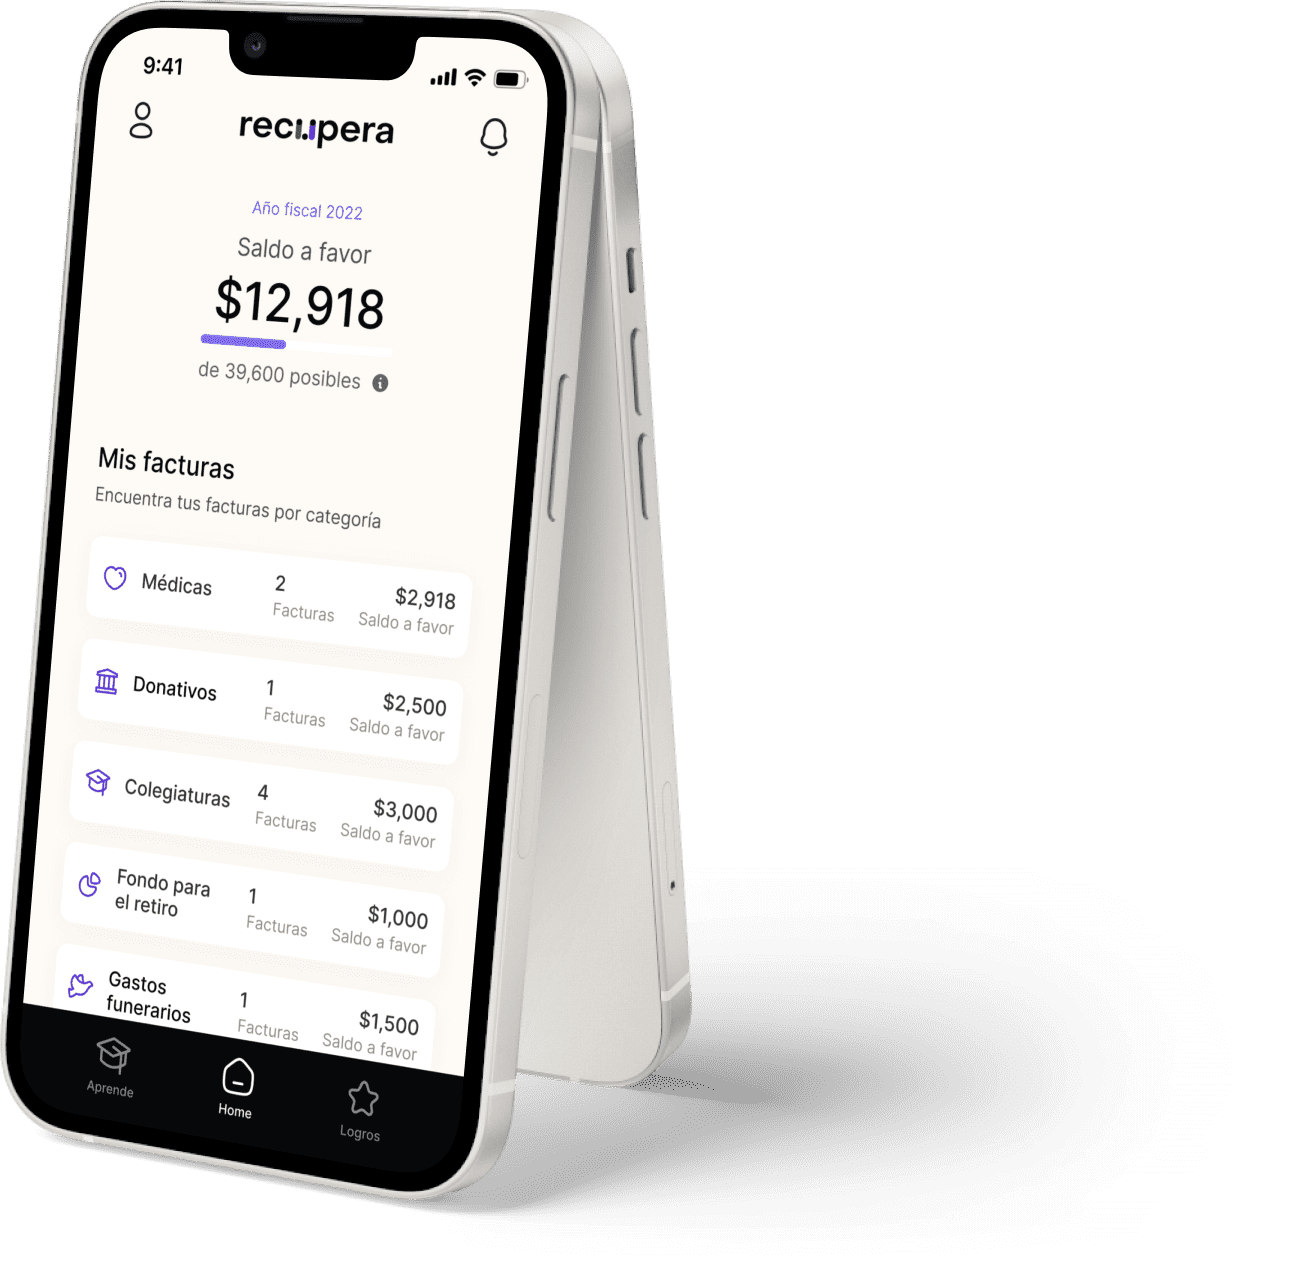 9:41
recupera
Año fiscal 2022
Saldo a favor
$12,918
de 39,600 posibles
Mis facturas
Encuentra tus facturas por categoría
Médicas
2
Facturas
$2,918
Saldo a favor
Donativos
1
Facturas
$2,500
Saldo a favor
Colegiaturas
4
Facturas
$3,000
Saldo a favor
Fondo para
el retiro
1
Facturas
$1,000
Saldo a favor
Gastos
funerarios
1
Facturas
$1,500
Saldo a favor
Aprende
Home
Logros